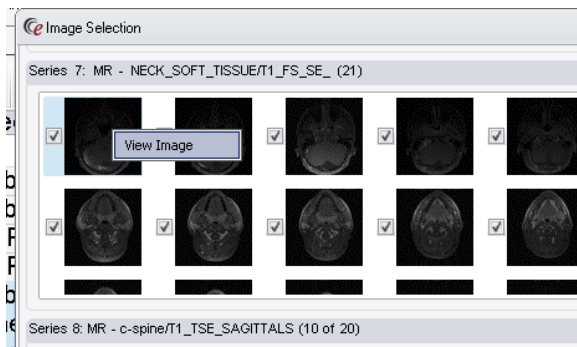 Image Selection
Series 7: MR - NECK_SOFT_TISSUE/T1_FS_SE_ (21)
View Image
Series 8: MR - c-spine/T1_TSE_SAGITTALS (10 of 20)